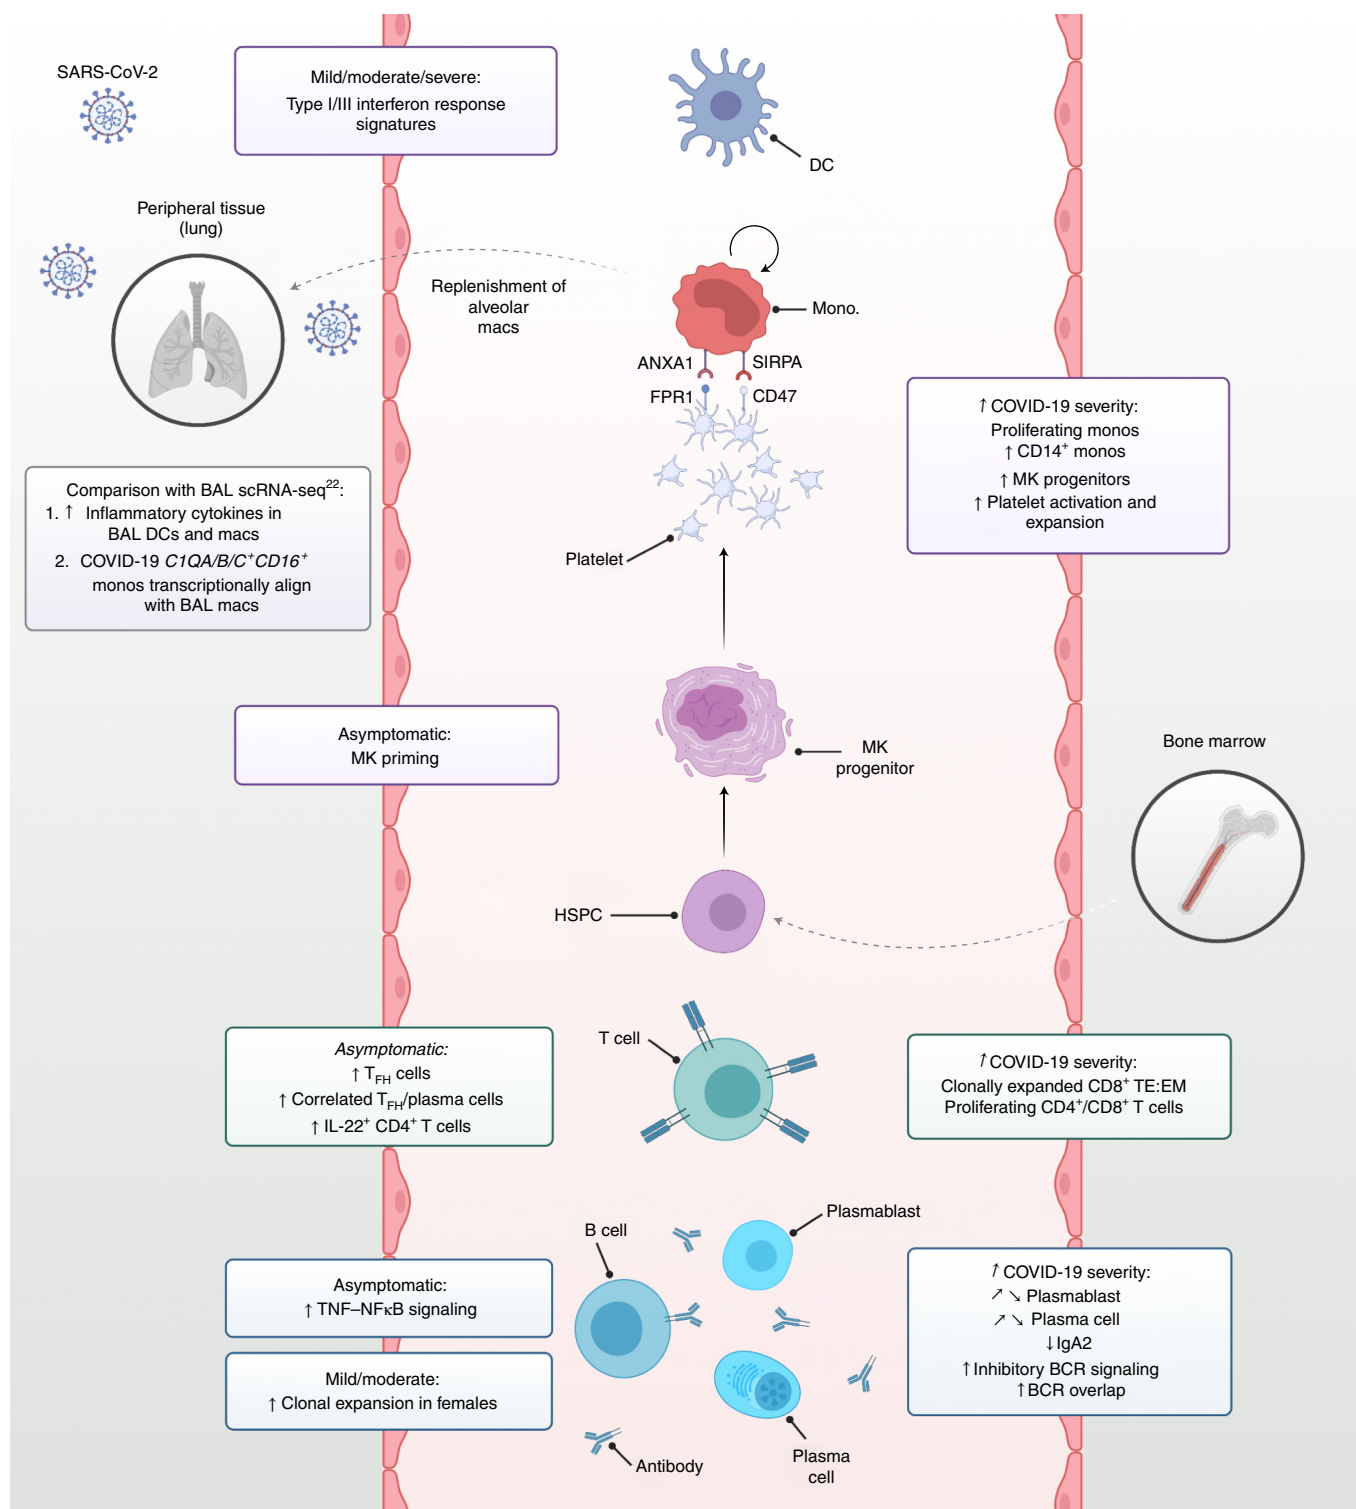 SARS-CoV-2
Mild/moderate/severe:
Type I/III interferon response
signatures
DC
Peripheral tissue
(lung)
Replenishment of
alveolar
macs
Mono.
ANXA1
SIRPA
FPR1
CD47
↑ COVID-19 severity:
Proliferating monos
↑ CD14⁺ monos
↑ MK progenitors
↑ Platelet activation and
expansion
Comparison with BAL scRNA-seq²²:
1. ↑ Inflammatory cytokines in
BAL DCs and macs
2. COVID-19 C1QA/B/C⁺CD16⁺
monos transcriptionally align
with BAL macs
Platelet
Asymptomatic:
MK priming
MK
progenitor
Bone marrow
HSPC
Asymptomatic:
↑ TFH cells
↑ Correlated TFH/plasma cells
↑ IL-22⁺ CD4⁺ T cells
T cell
↑ COVID-19 severity:
Clonally expanded CD8⁺ TE:EM
Proliferating CD4⁺/CD8⁺ T cells
Plasmablast
B cell
Asymptomatic:
↑ TNF–NFκB signaling
Mild/moderate:
↑ Clonal expansion in females
↑ COVID-19 severity:
↗ ↘ Plasmablast
↗ ↘ Plasma cell
↓ IgA2
↑ Inhibitory BCR signaling
↑ BCR overlap
Plasma
cell
Antibody